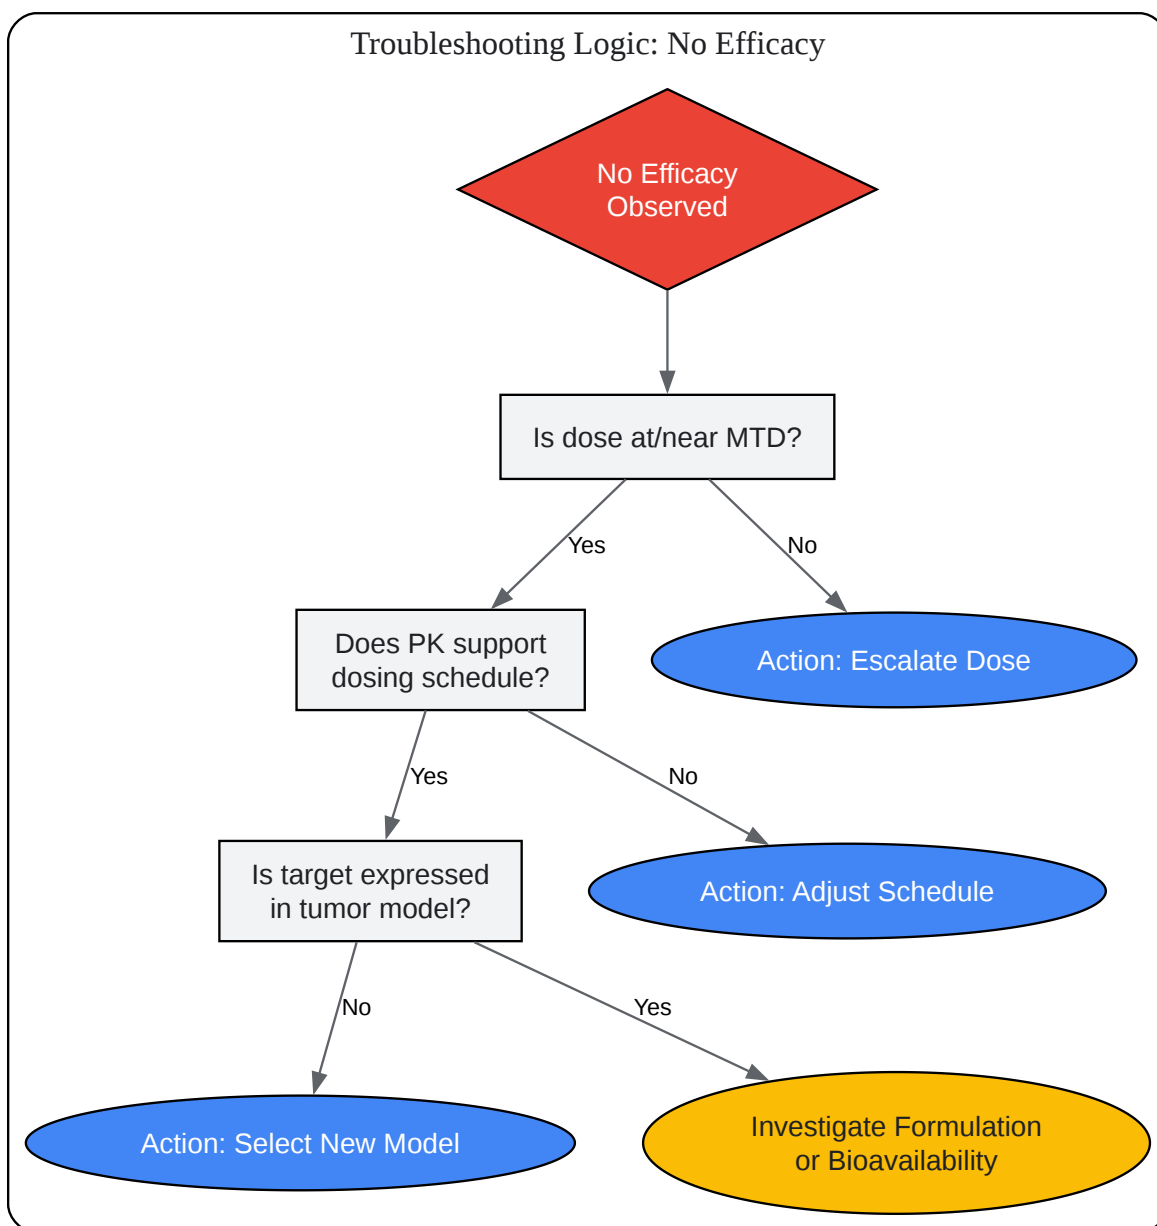 Troubleshooting Logic: No Efficacy
No Efficacy
Observed
Is dose at/near MTD?
Yes
No
Does PK support
dosing schedule?
Action: Escalate Dose
Yes
No
Is target expressed
in tumor model?
Action: Adjust Schedule
No
Yes
Action: Select New Model
Investigate Formulation
or Bioavailability